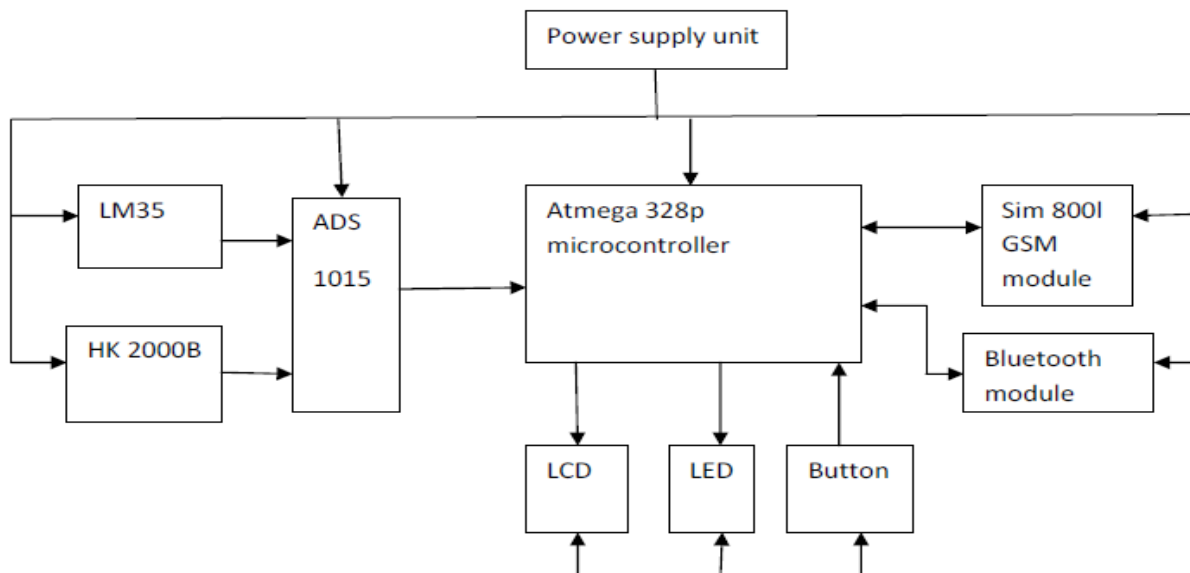 Power supply unit
LM35
ADS
1015
HK 2000B
Atmega 328p
microcontroller
Sim 800l
GSM
module
Bluetooth
module
LCD
LED
Button